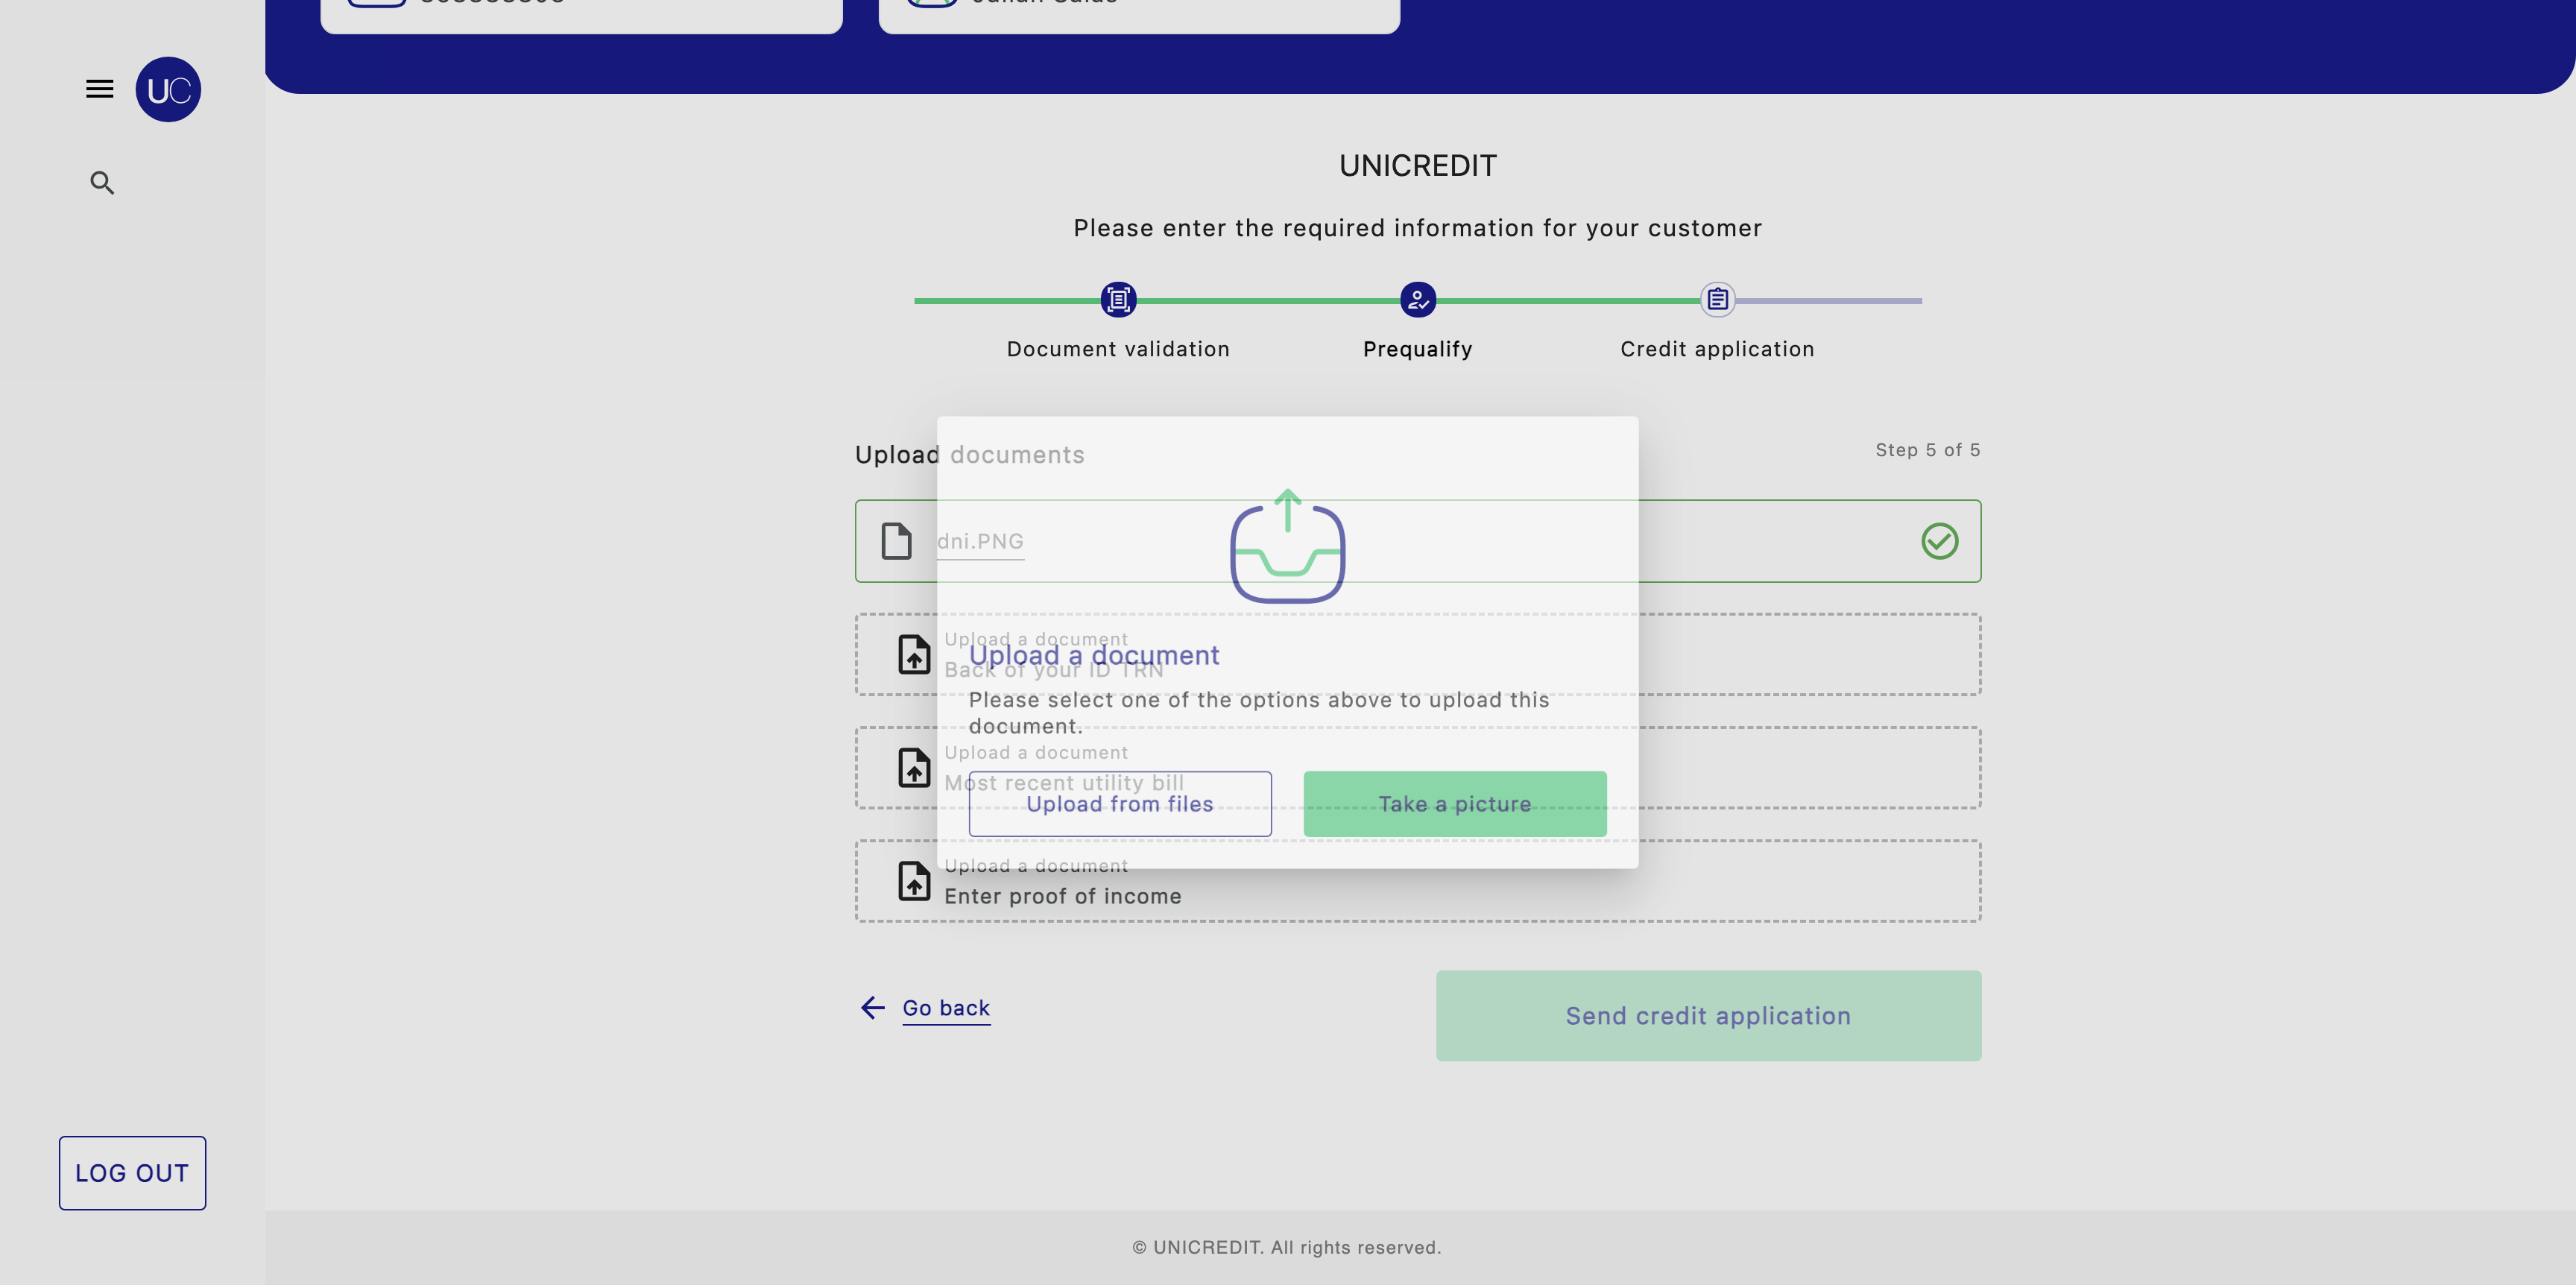 UC
UNICREDIT
Please enter the required information for your customer
Document validation
Prequalify
Credit application
Upload documents
Step 5 of 5
dni.PNG
Upload a document
Back of your ID TRN
Upload a document
Please select one of the options above to upload this
document.
Upload a document
Most recent utility bill
Upload from files
Take a picture
Upload a document
Enter proof of income
Go back
Send credit application
LOG OUT
© UNICREDIT. All rights reserved.